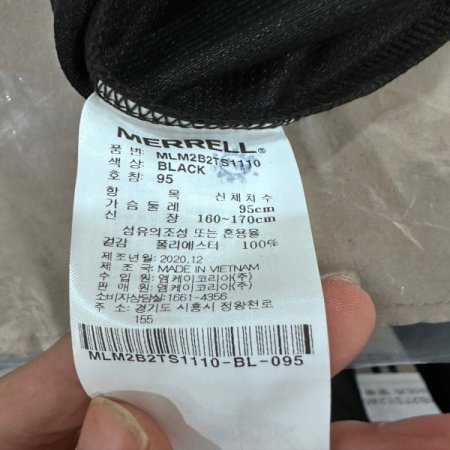 MERRELL®
품 번: MLM2B2TS1110
색 상: BLACK
호 칭: 95
항 목 신체치수
가슴둘레 95cm
신 장 160~170cm
섬유의조성 또는 혼용율
겉감 폴리에스터 100%
제조년월: 2020.12
제 조 국: MADE IN VIETNAM
수 입 원: 엠케이코리아(주)
판 매 원: 엠케이코리아(주)
소비자상담실: 1661-4356
주 소: 경기도 시흥시 정왕천로
155
MLM2B2TS1110-BL-095